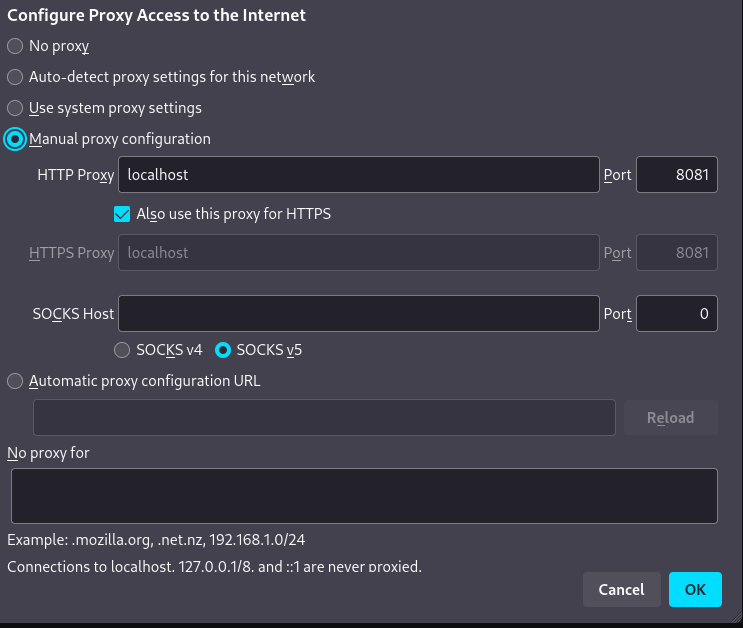 Configure Proxy Access to the Internet
No proxy
Auto-detect proxy settings for this network
Use system proxy settings
Manual proxy configuration
HTTP Proxy localhost Port 8081
Also use this proxy for HTTPS
HTTPS Proxy localhost Port 8081
SOCKS Host Port 0
SOCKS v4 SOCKS v5
Automatic proxy configuration URL
Reload
No proxy for
Example: .mozilla.org, .net.nz, 192.168.1.0/24
Connections to localhost, 127.0.0.1/8, and ::1 are never proxied.
Cancel OK